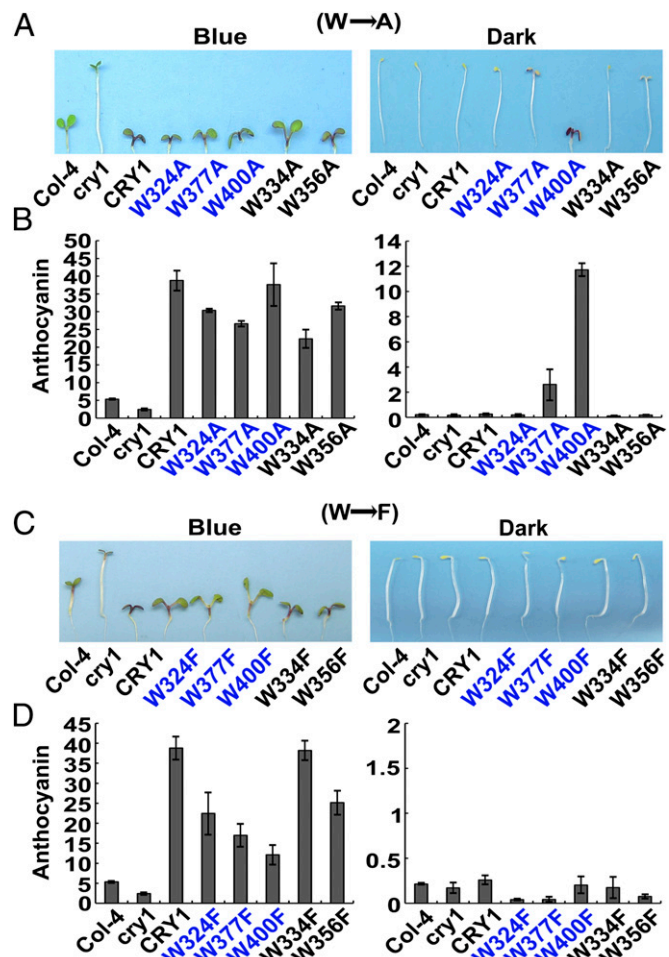 A
(W→A)
Blue Dark
Col-4 cry1 CRY1 W324A W377A W400A W334A W356A
Col-4 cry1 CRY1 W324A W377A W400A W334A W356A
B
Anthocyanin
50
45
40
35
30
25
20
15
10
5
0
14
12
10
8
6
4
2
0
Col-4 cry1 CRY1 W324A W377A W400A W334A W356A
Col-4 cry1 CRY1 W324A W377A W400A W334A W356A
C
(W→F)
Blue Dark
Col-4 cry1 CRY1 W324F W377F W400F W334F W356F
Col-4 cry1 CRY1 W324F W377F W400F W334F W356F
D
Anthocyanin
45
40
35
30
25
20
15
10
5
0
2
1.5
1
0.5
0
Col-4 cry1 CRY1 W324F W377F W400F W334F W356F
Col-4 cry1 CRY1 W324F W377F W400F W334F W356F